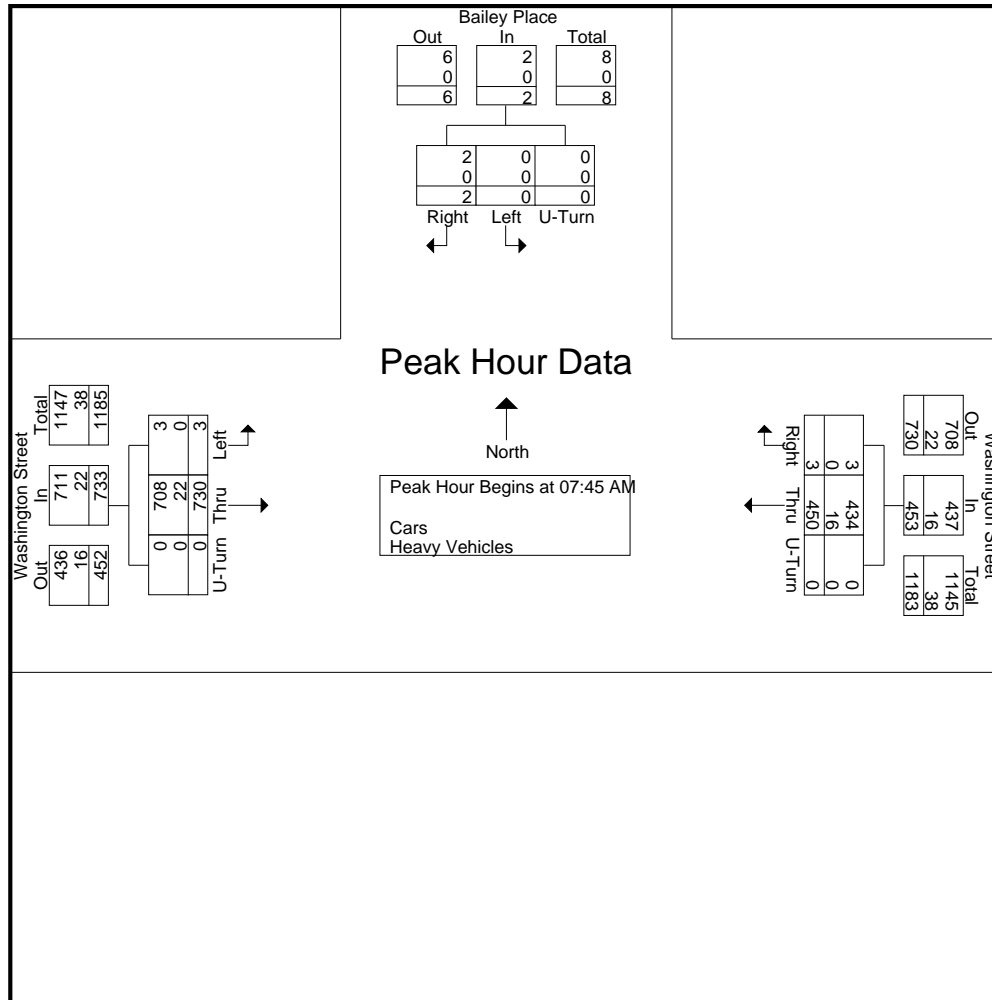 Bailey Place
Out In Total
6 2 8
0 0 0
6 2 8
2 0 0
0 0 0
2 0 0
Right Left U-Turn
Peak Hour Data
North
Peak Hour Begins at 07:45 AM
Cars
Heavy Vehicles
Washington Street
Out In Total
436 711 1147
16 22 38
452 733 1185
U-Turn Thru Left
0 708 3
0 22 0
0 730 3
Washington Street
Out In Total
708 437 1145
22 16 38
730 453 1183
Right Thru U-Turn
3 434 0
0 16 0
3 450 0